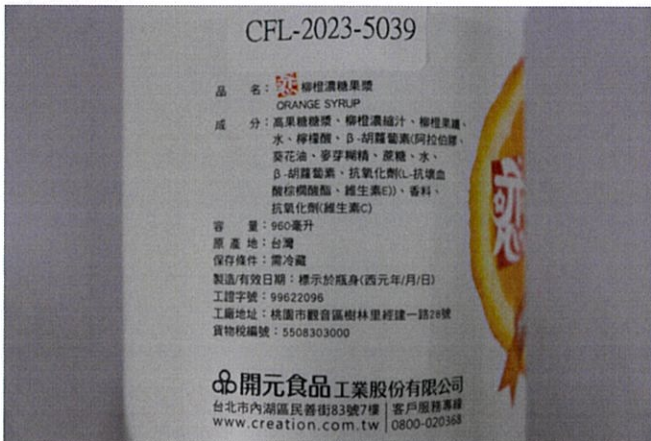 CFL-2023-5039
品 名：戀柳橙濃糖果漿
ORANGE SYRUP
成 分：高果糖糖漿、柳橙濃縮汁、柳橙果纖、
水、檸檬酸、β-胡蘿蔔素(阿拉伯膠、
葵花油、麥芽糊精、蔗糖、水、
β-胡蘿蔔素、抗氧化劑(L-抗壞血
酸棕櫚酸酯、維生素E))、香料、
抗氧化劑(維生素C)
容 量：960毫升
原 產 地：台灣
保存條件：需冷藏
製造/有效日期：標示於瓶身(西元年/月/日)
工證字號：99622096
工廠地址：桃園市觀音區樹林里經建一路28號
貨物稅編號：5508303000
開元食品工業股份有限公司
台北市內湖區民善街83號7樓 客戶服務專線
www.creation.com.tw 0800-020368